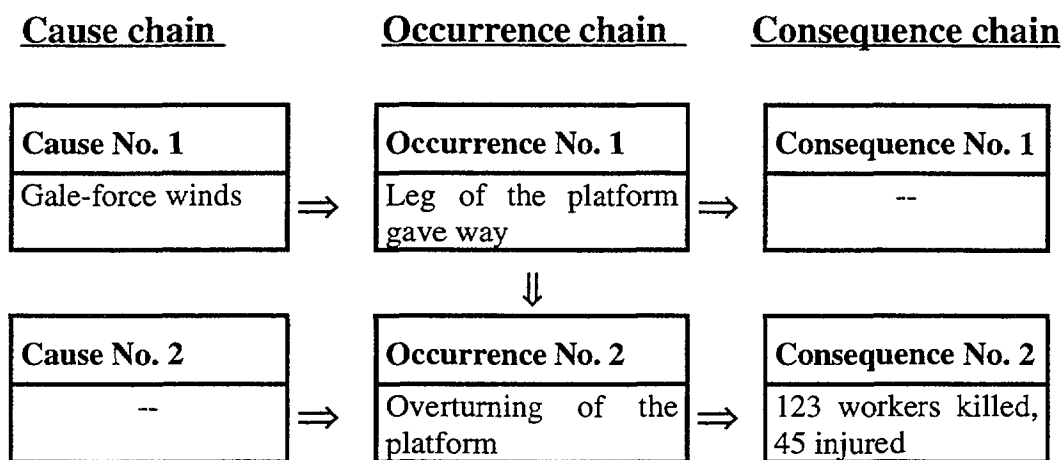 Cause chain
Occurrence chain
Consequence chain
Cause No. 1
Occurrence No. 1
Consequence No. 1
Gale-force winds
⇒
Leg of the platform
gave way
⇒
--
⇓
Cause No. 2
Occurrence No. 2
Consequence No. 2
--
⇒
Overturning of the
platform
⇒
123 workers killed,
45 injured